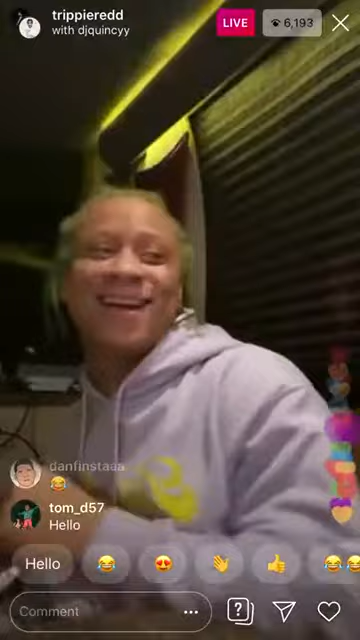 trippieredd
with djquincyy
LIVE
6,193
danfinstaaa
😂
tom_d57
Hello
Hello
Comment